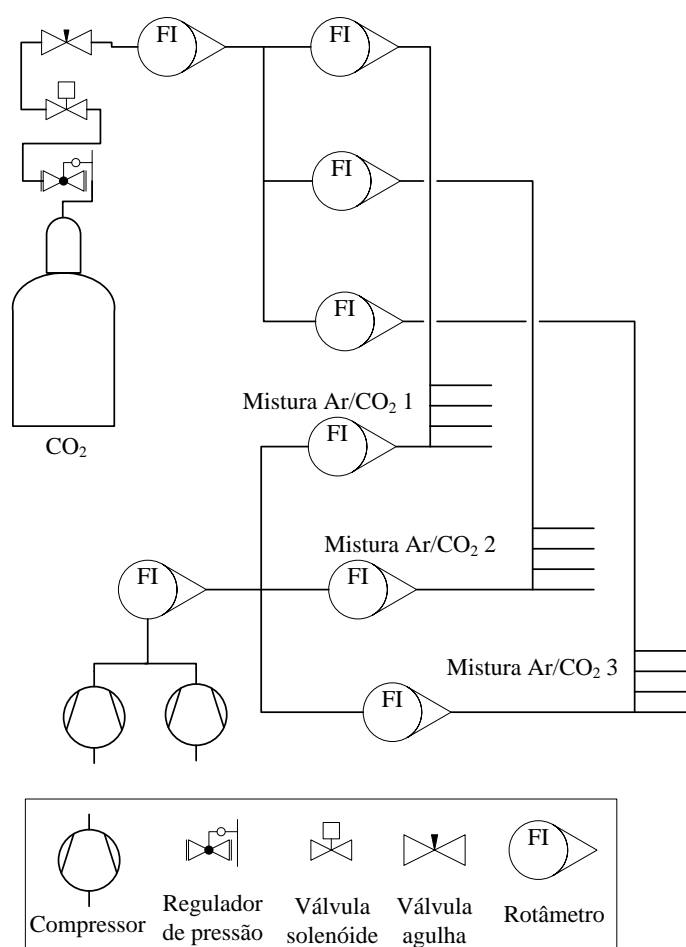 FI
FI
FI
FI
Mistura Ar/CO₂ 1
FI
CO₂
Mistura Ar/CO₂ 2
FI
FI
Mistura Ar/CO₂ 3
FI
FI
Compressor
Regulador
de pressão
Válvula
solenóide
Válvula
agulha
Rotâmetro